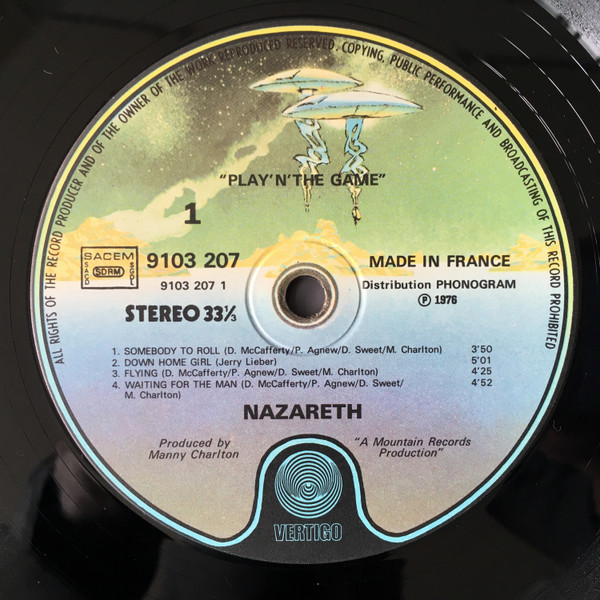 ALL RIGHTS OF THE RECORD PRODUCER AND OF THE OWNER OF THE WORK REPRODUCED RESERVED. COPYING, PUBLIC PERFORMANCE AND BROADCASTING OF THIS RECORD PROHIBITED
"PLAY'N'THE GAME"
1
SACEM
SACD
SDRM
SGDL
9103 207
9103 207 1
STEREO 33⅓
MADE IN FRANCE
Distribution PHONOGRAM
Ⓟ 1976
1. SOMEBODY TO ROLL (D. McCafferty/P. Agnew/D. Sweet/M. Charlton) 3'50
2. DOWN HOME GIRL (Jerry Lieber) 5'01
3. FLYING (D. McCafferty/P. Agnew/D. Sweet/M. Charlton) 4'25
4. WAITING FOR THE MAN (D. McCafferty/P. Agnew/D. Sweet/ 4'52
M. Charlton)
NAZARETH
Produced by
Manny Charlton
"A Mountain Records
Production"
VERTIGO